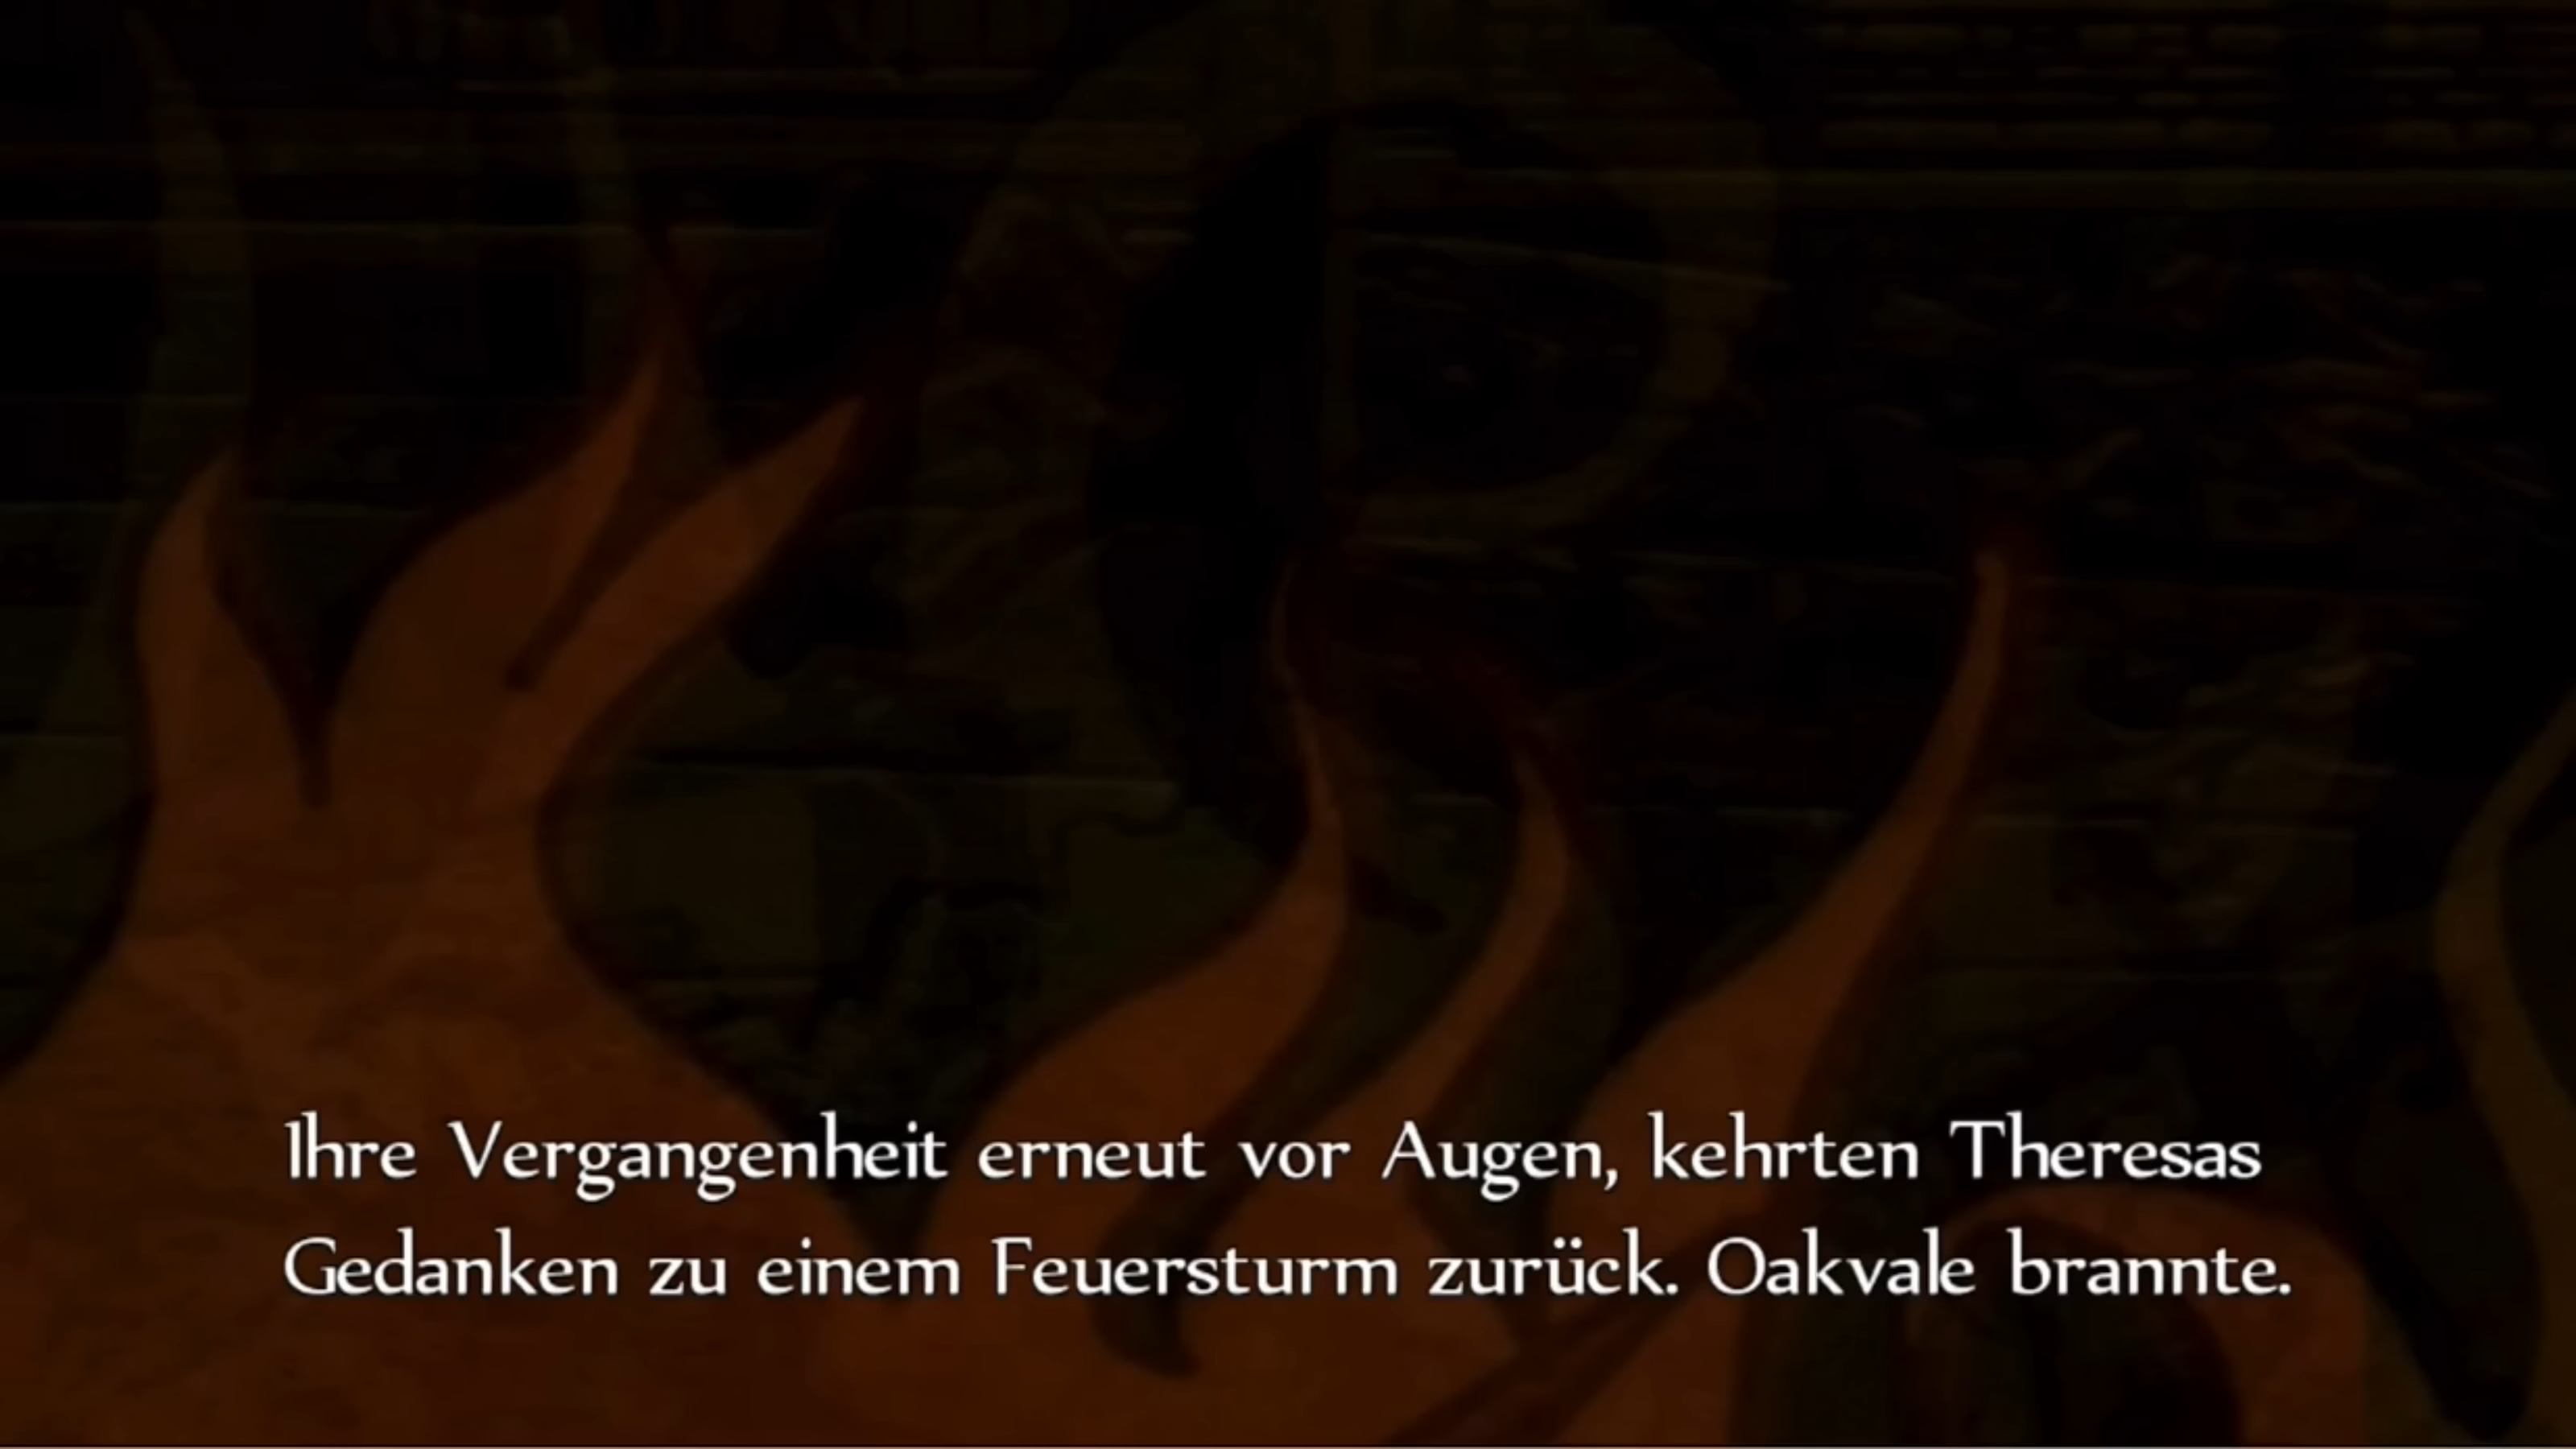 Ihre Vergangenheit erneut vor Augen, kehrten Theresas
Gedanken zu einem Feuersturm zurück. Oakvale brannte.